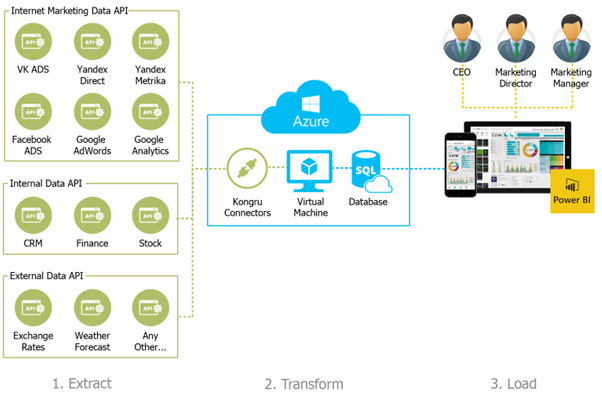 Internet Marketing Data API
API
API
API
VK ADS
Yandex
Direct
Yandex
Metrika
API
API
API
Facebook
ADS
Google
AdWords
Google
Analytics
Internal Data API
API
API
API
CRM
Finance
Stock
External Data API
API
API
API
Exchange
Rates
Weather
Forecast
Any
Other...
1. Extract
Azure
Kongru
Connectors
Virtual
Machine
SQL
Database
2. Transform
CEO
Marketing
Director
Marketing
Manager
Power BI
3. Load